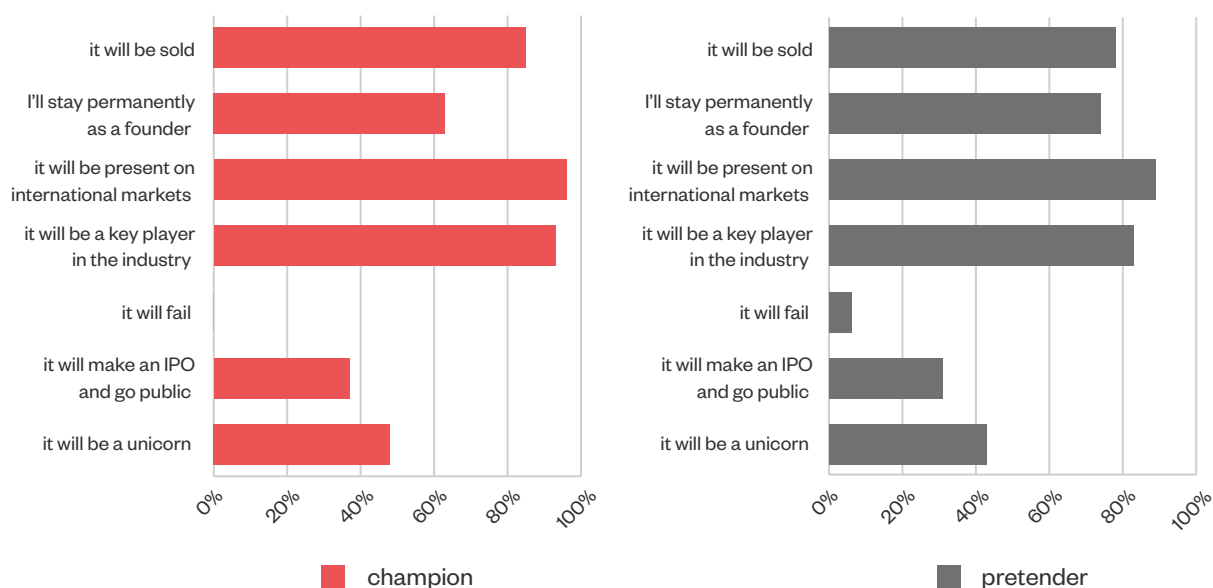 it will be sold
I'll stay permanently
as a founder
it will be present on
international markets
it will be a key player
in the industry
it will fail
it will make an IPO
and go public
it will be a unicorn
0%
20%
40%
60%
80%
100%
champion
it will be sold
I'll stay permanently
as a founder
it will be present on
international markets
it will be a key player
in the industry
it will fail
it will make an IPO
and go public
it will be a unicorn
0%
20%
40%
60%
80%
100%
pretender